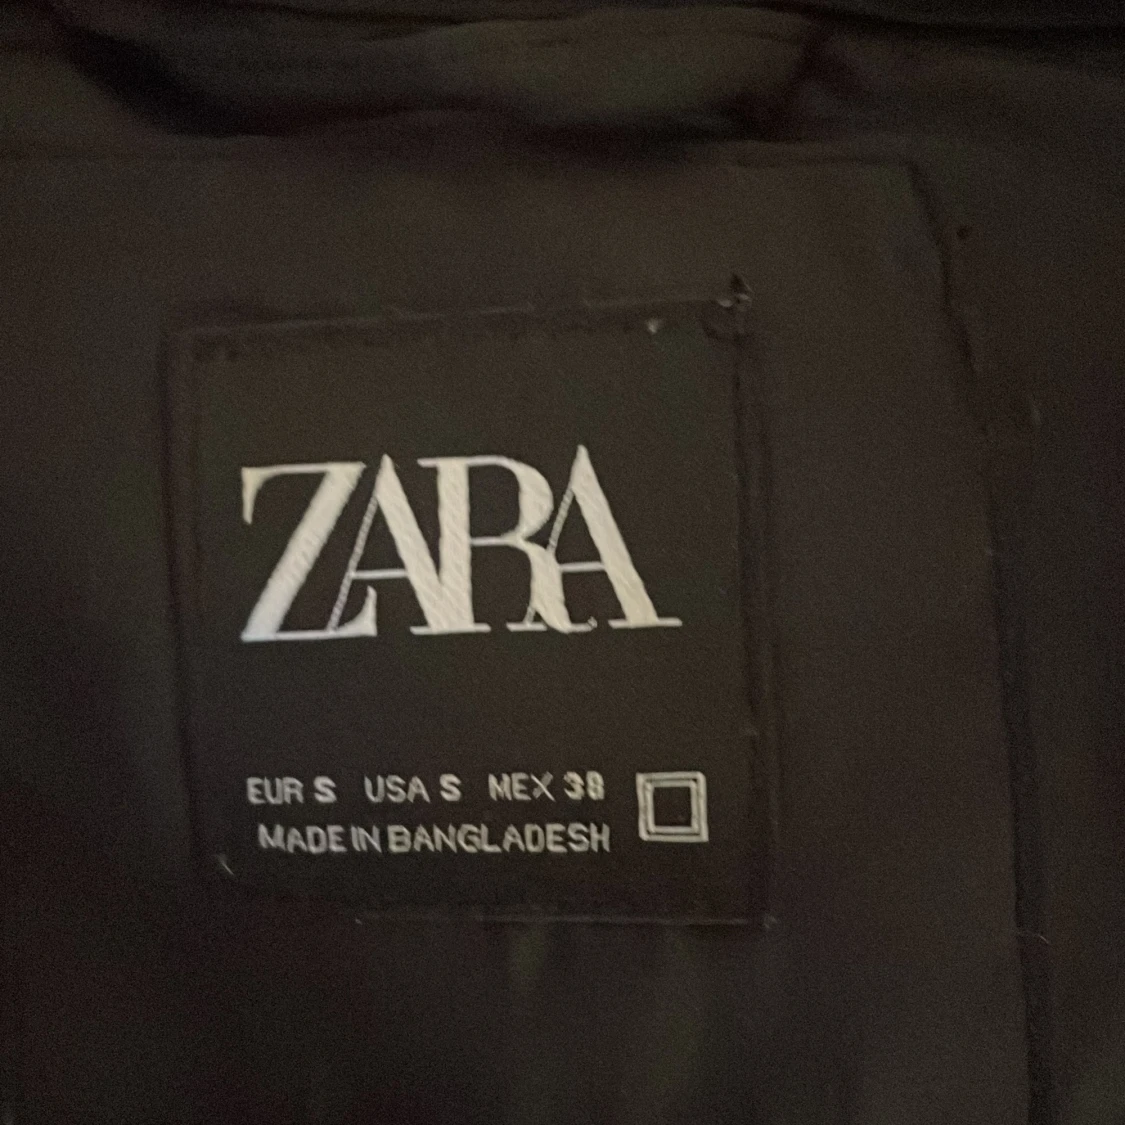 ZARA
EUR S USA S MEX 38
MADE IN BANGLADESH